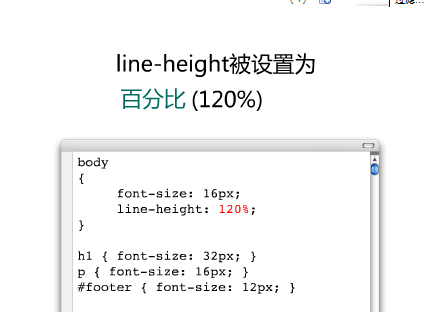 line-height被设置为
百分比 (120%)
body
{
font-size: 16px;
line-height: 120%;
}
h1 { font-size: 32px; }
p { font-size: 16px; }
#footer { font-size: 12px; }